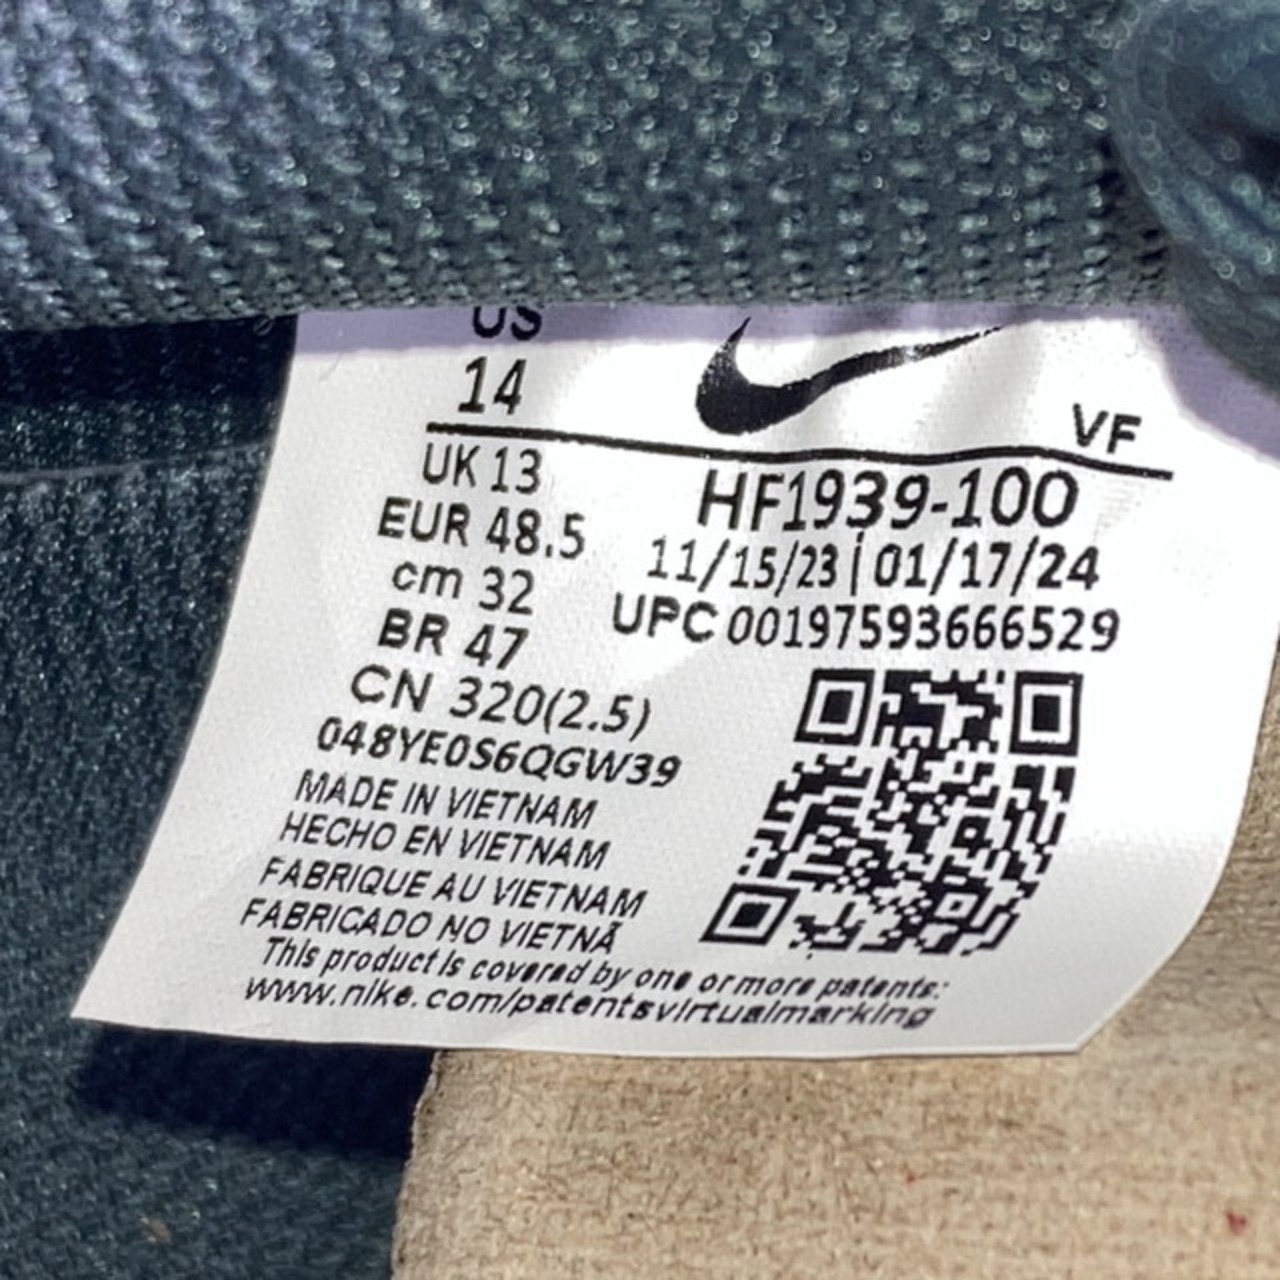 US
14
VF
UK 13
EUR 48.5
cm 32
BR 47
CN 320(2.5)
048YE0S6QGW39
HF1939-100
11/15/23 | 01/17/24
UPC 00197593666529
MADE IN VIETNAM
HECHO EN VIETNAM
FABRIQUE AU VIETNAM
FABRICADO NO VIETNÃ
This product is covered by one or more patents:
www.nike.com/patentsvirtualmarking